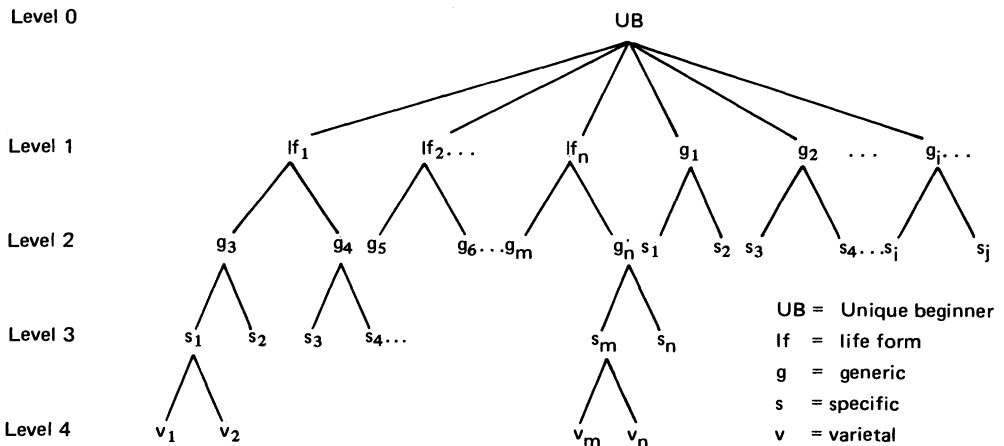 Level 0 UB
Level 1 lf₁ lf₂... lfₙ g₁ g₂ ... gᵢ...
Level 2 g₃ g₄ g₅ g₆...gₘ gₙ s₁ s₂ s₃ s₄...sᵢ sⱼ
UB = Unique beginner
Level 3 s₁ s₂ s₃ s₄... sₘ sₙ
lf = life form
g = generic
s = specific
Level 4 v₁ v₂ vₘ vₙ
v = varietal